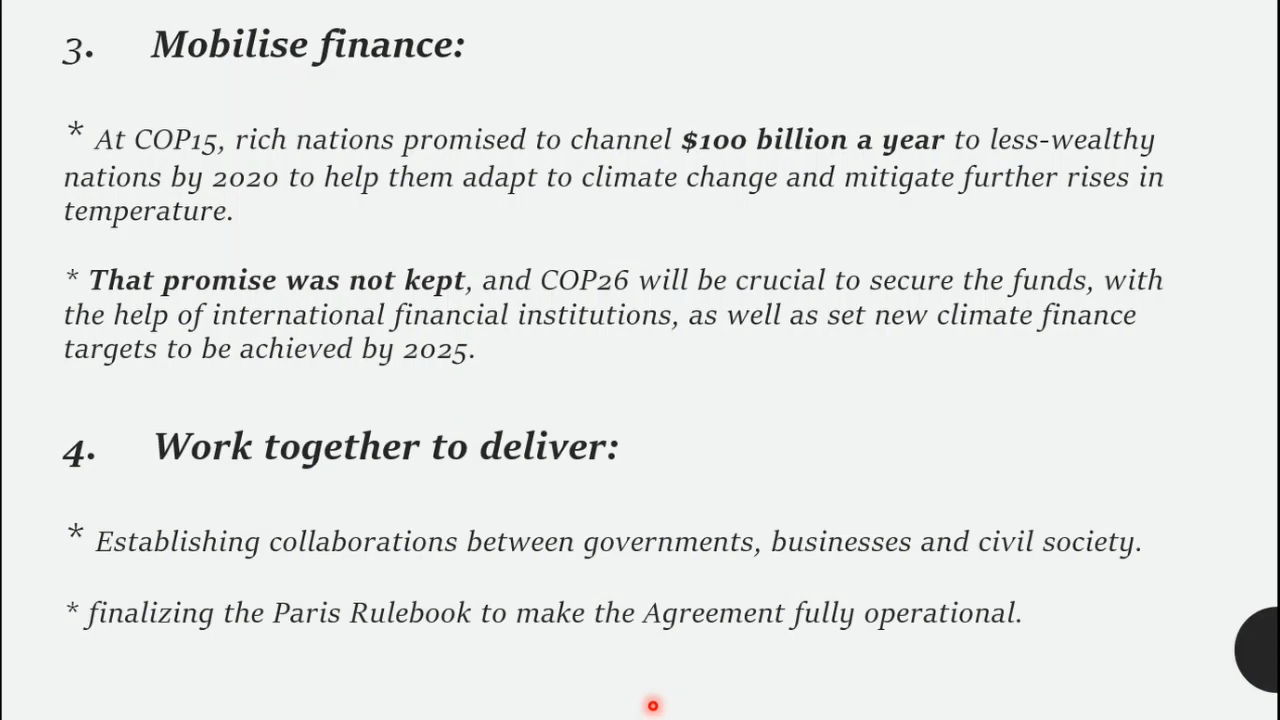 3. Mobilise finance:
* At COP15, rich nations promised to channel $100 billion a year to less-wealthy
nations by 2020 to help them adapt to climate change and mitigate further rises in
temperature.
* That promise was not kept, and COP26 will be crucial to secure the funds, with
the help of international financial institutions, as well as set new climate finance
targets to be achieved by 2025.
4. Work together to deliver:
* Establishing collaborations between governments, businesses and civil society.
* finalizing the Paris Rulebook to make the Agreement fully operational.